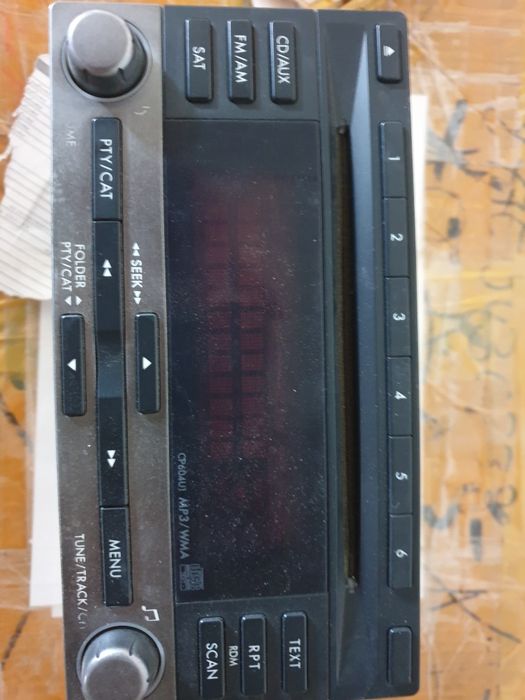 CD/AUX
FM/AM
SAT
1
2
3
4
5
6
PTY/CAT
SEEK
FOLDER
PTY/CAT
MENU
TUNE/TRACK/CH
CP604U1 MP3/WMA
TEXT
RPT
RDM
SCAN